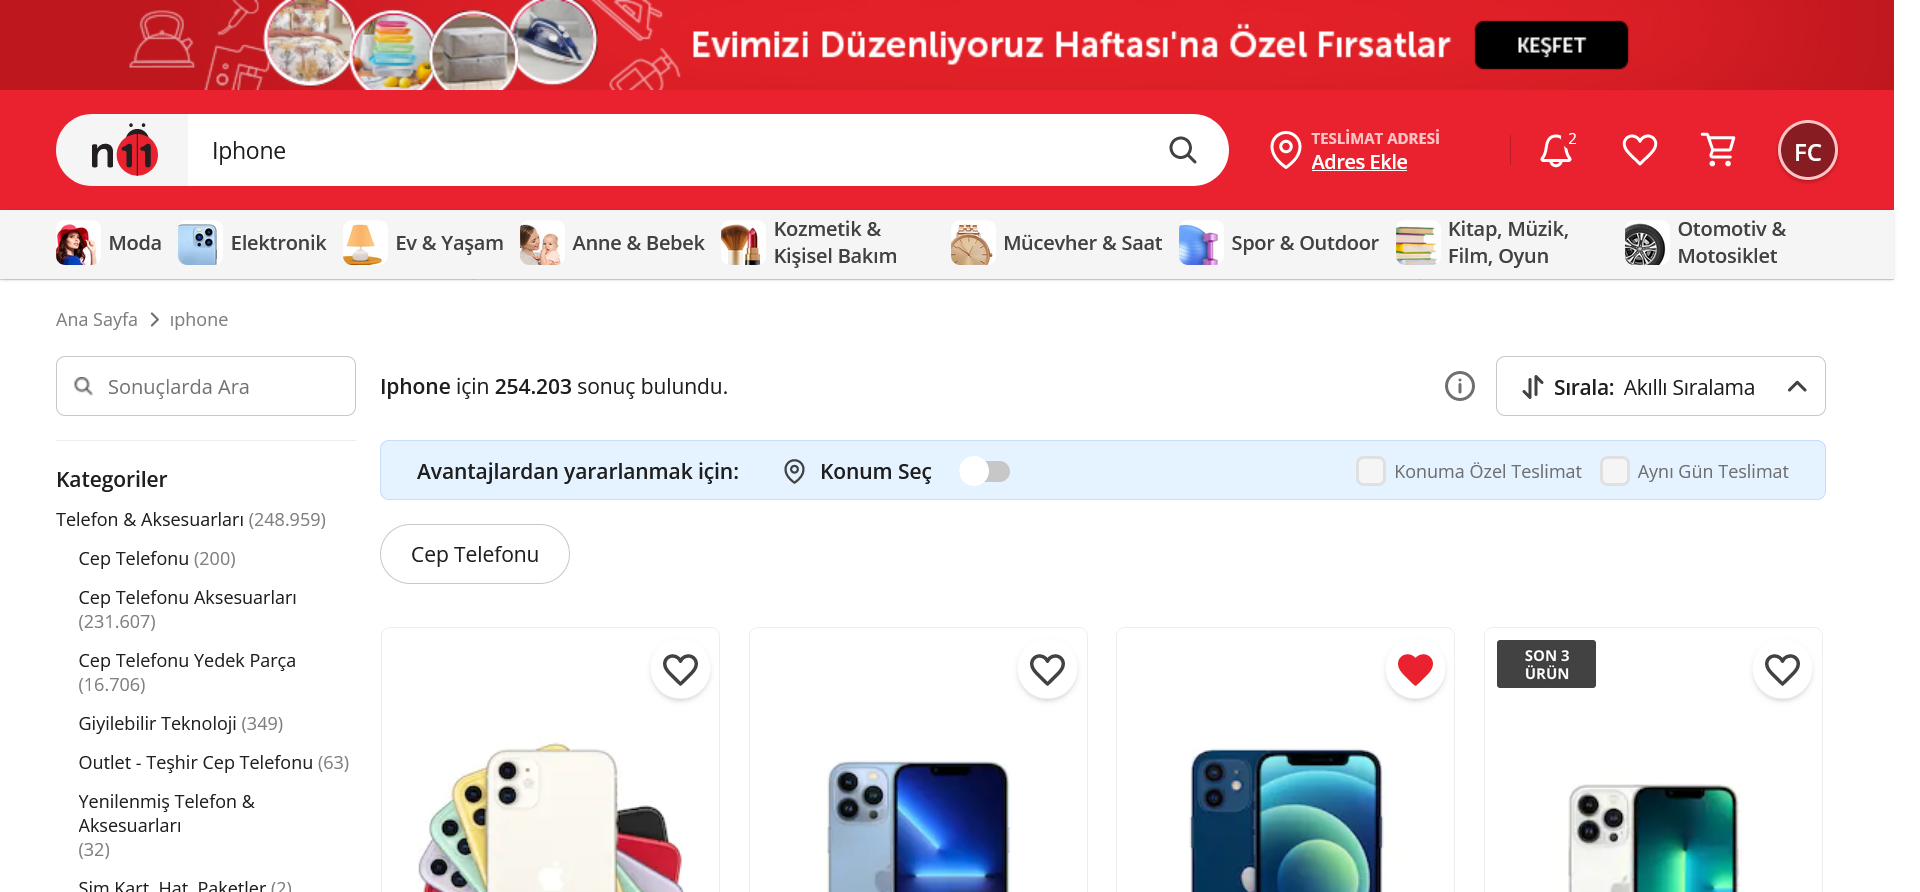 Evimizi Düzenliyoruz Haftası'na Özel Fırsatlar
KEŞFET
n11
Iphone
TESLİMAT ADRESİ
Adres Ekle
2
FC
Moda
Elektronik
Ev & Yaşam
Anne & Bebek
Kozmetik &
Kişisel Bakım
Mücevher & Saat
Spor & Outdoor
Kitap, Müzik,
Film, Oyun
Otomotiv &
Motosiklet
Ana Sayfa > ıphone
Sonuçlarda Ara
Iphone için 254.203 sonuç bulundu.
Sırala: Akıllı Sıralama
Kategoriler
Telefon & Aksesuarları (248.959)
Cep Telefonu (200)
Cep Telefonu Aksesuarları
(231.607)
Cep Telefonu Yedek Parça
(16.706)
Giyilebilir Teknoloji (349)
Outlet - Teşhir Cep Telefonu (63)
Yenilenmiş Telefon &
Aksesuarları
(32)
Sim Kart, Hat, Paketler (2)
Avantajlardan yararlanmak için:
Konum Seç
Konuma Özel Teslimat
Aynı Gün Teslimat
Cep Telefonu
SON 3
ÜRÜN